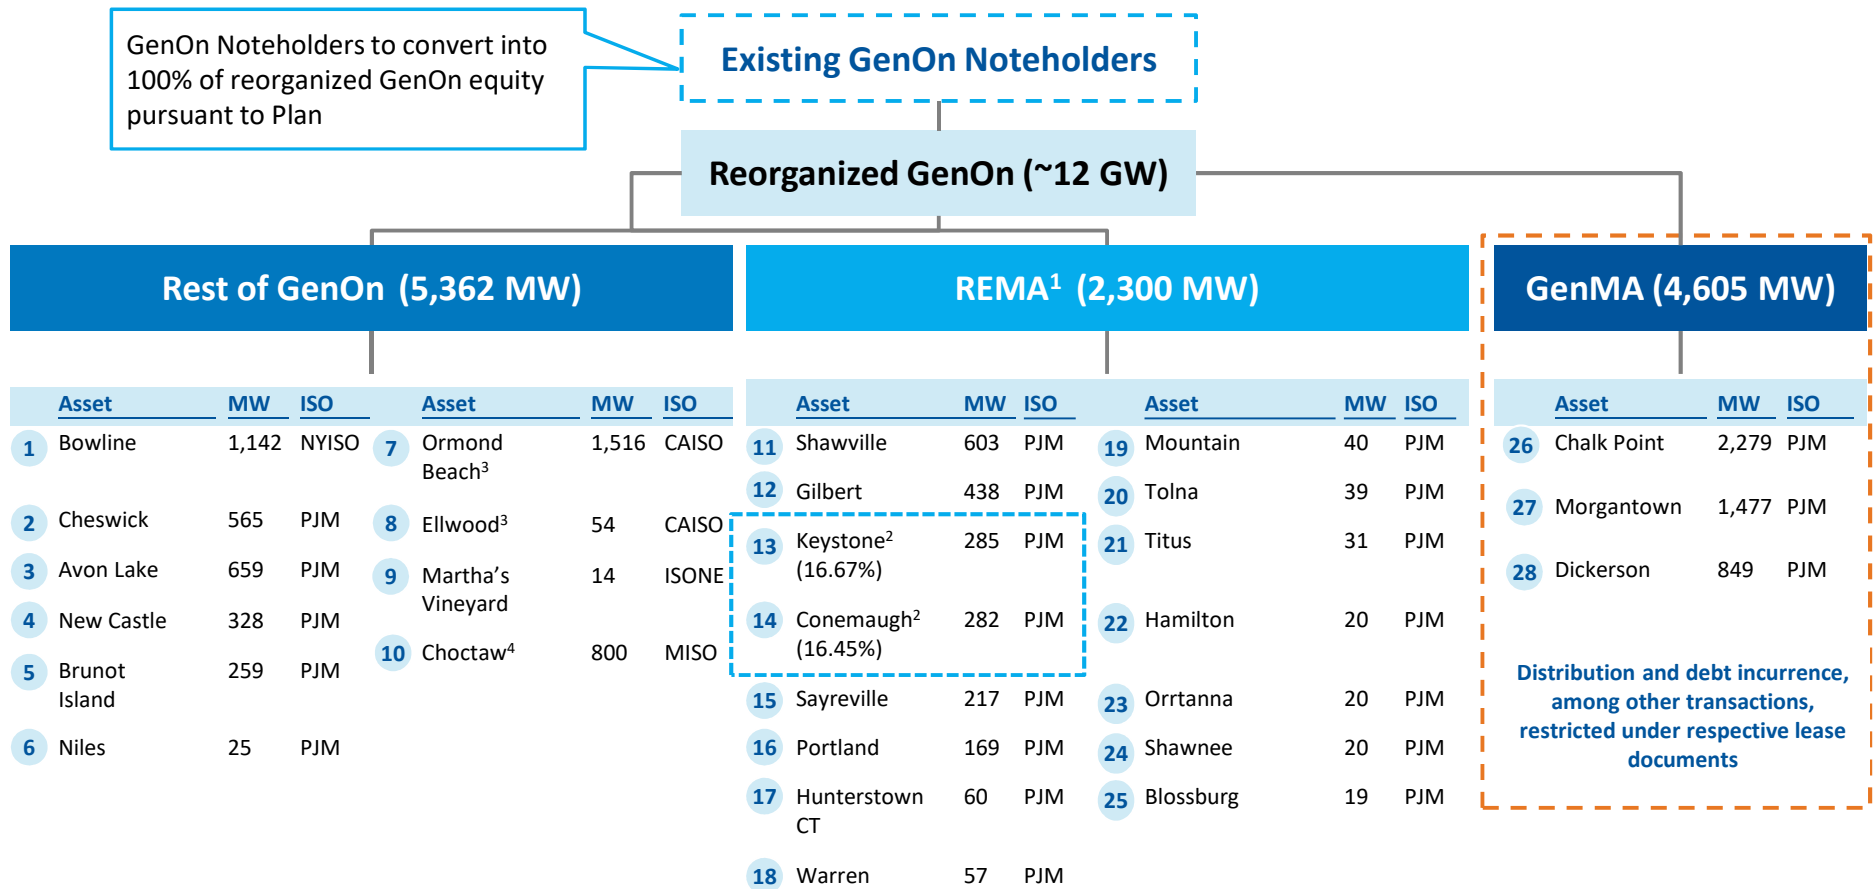 GenOn Noteholders to convert into
100% of reorganized GenOn equity
pursuant to Plan
Existing GenOn Noteholders
Reorganized GenOn (~12 GW)
Rest of GenOn (5,362 MW)
Asset MW ISO Asset MW ISO
1 Bowline 1,142 NYISO 7 Ormond
Beach3 1,516 CAISO
2 Cheswick 565 PJM 8 Ellwood3 54 CAISO
3 Avon Lake 659 PJM 9 Martha’s
Vineyard 14 ISONE
4 New Castle 328 PJM 10 Choctaw4 800 MISO
5 Brunot
Island 259 PJM
6 Niles 25 PJM
REMA1 (2,300 MW)
Asset MW ISO Asset MW ISO
11 Shawville 603 PJM 19 Mountain 40 PJM
12 Gilbert 438 PJM 20 Tolna 39 PJM
13 Keystone2 285 PJM 21 Titus 31 PJM
(16.67%)
14 Conemaugh2 282 PJM 22 Hamilton 20 PJM
(16.45%)
15 Sayreville 217 PJM 23 Orrtanna 20 PJM
16 Portland 169 PJM 24 Shawnee 20 PJM
17 Hunterstown 60 PJM 25 Blossburg 19 PJM
CT
18 Warren 57 PJM
GenMA (4,605 MW)
Asset MW ISO
26 Chalk Point 2,279 PJM
27 Morgantown 1,477 PJM
28 Dickerson 849 PJM
Distribution and debt incurrence,
among other transactions,
restricted under respective lease
documents